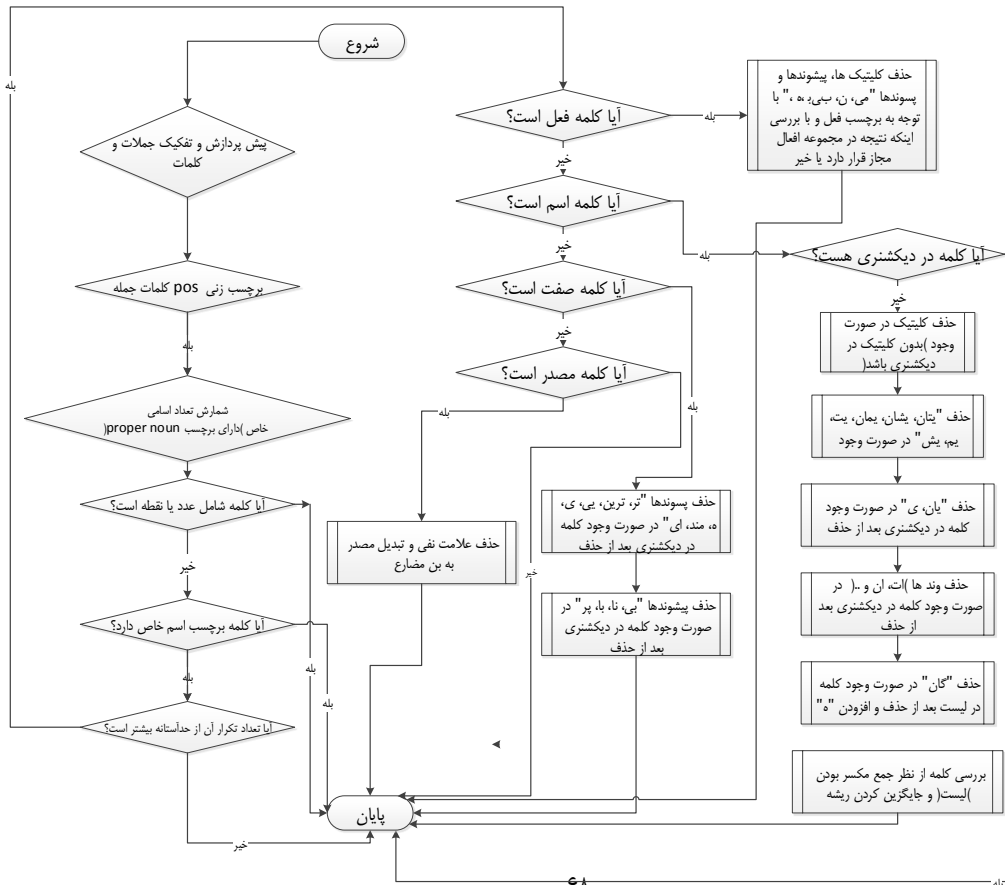 شروع
پیش پردازش و تفکیک جملات و
کلمات
برچسب زنی pos کلمات جمله
بله
شمارش تعداد اسامی
خاص )دارای برچسب proper noun(
آیا کلمه شامل عدد یا نقطه است؟
خیر
بله
آیا کلمه برچسب اسم خاص دارد؟
بله
بله
آیا تعداد تکرار آن از حدآستانه بیشتر است؟
بله
خیر
پایان
آیا کلمه فعل است؟
بله
خیر
حذف کلیتیک ها، پیشوندها و
پسوندها "می، ن، ب،ی، ه ،" با
توجه به برچسب فعل و با بررسی
اینکه نتیجه در مجموعه افعال
مجاز قرار دارد یا خیر
آیا کلمه اسم است؟
بله
خیر
آیا کلمه صفت است؟
بله
خیر
آیا کلمه مصدر است؟
بله
خیر
حذف علامت نفی و تبدیل مصدر
به بن مضارع
حذف پسوندها "تر، ترین، یی، ی،
ه، مند، ای" در صورت وجود کلمه
در دیکشنری بعد از حذف
حذف پیشوندها "بی، نا، با، پر" در
صورت وجود کلمه در دیکشنری
بعد از حذف
آیا کلمه در دیکشنری هست؟
خیر
بله
حذف کلیتیک در صورت
وجود )بدون کلیتیک در
دیکشنری باشد(
حذف "یتان، یشان، یمان، یت،
یم، یش" در صورت وجود
حذف "یان، ی" در صورت وجود
کلمه در دیکشنری بعد از حذف
حذف وند ها )ات، ان و ..( در
صورت وجود کلمه در دیکشنری بعد
از حذف
حذف "گان" در صورت وجود کلمه
در لیست بعد از حذف و افزودن "ه"
بررسی کلمه از نظر جمع مکسر بودن
)لیست( و جایگزین کردن ریشه